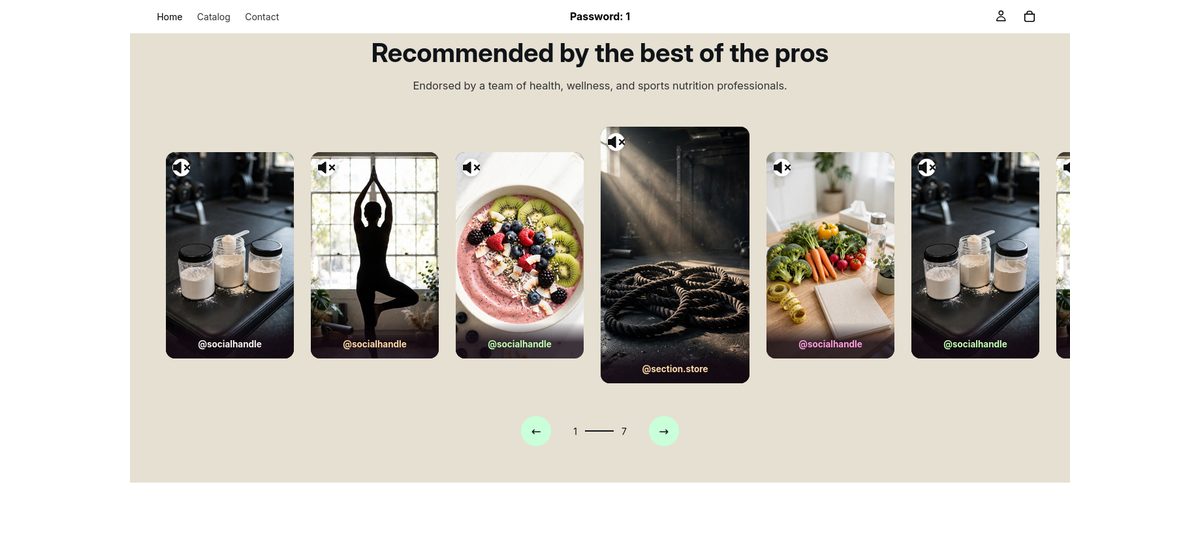 Home Catalog Contact Password: 1
Recommended by the best of the pros
Endorsed by a team of health, wellness, and sports nutrition professionals.
@socialhandle
@socialhandle
@socialhandle
@section.store
@socialhandle
@socialhandle
← 1 7 →